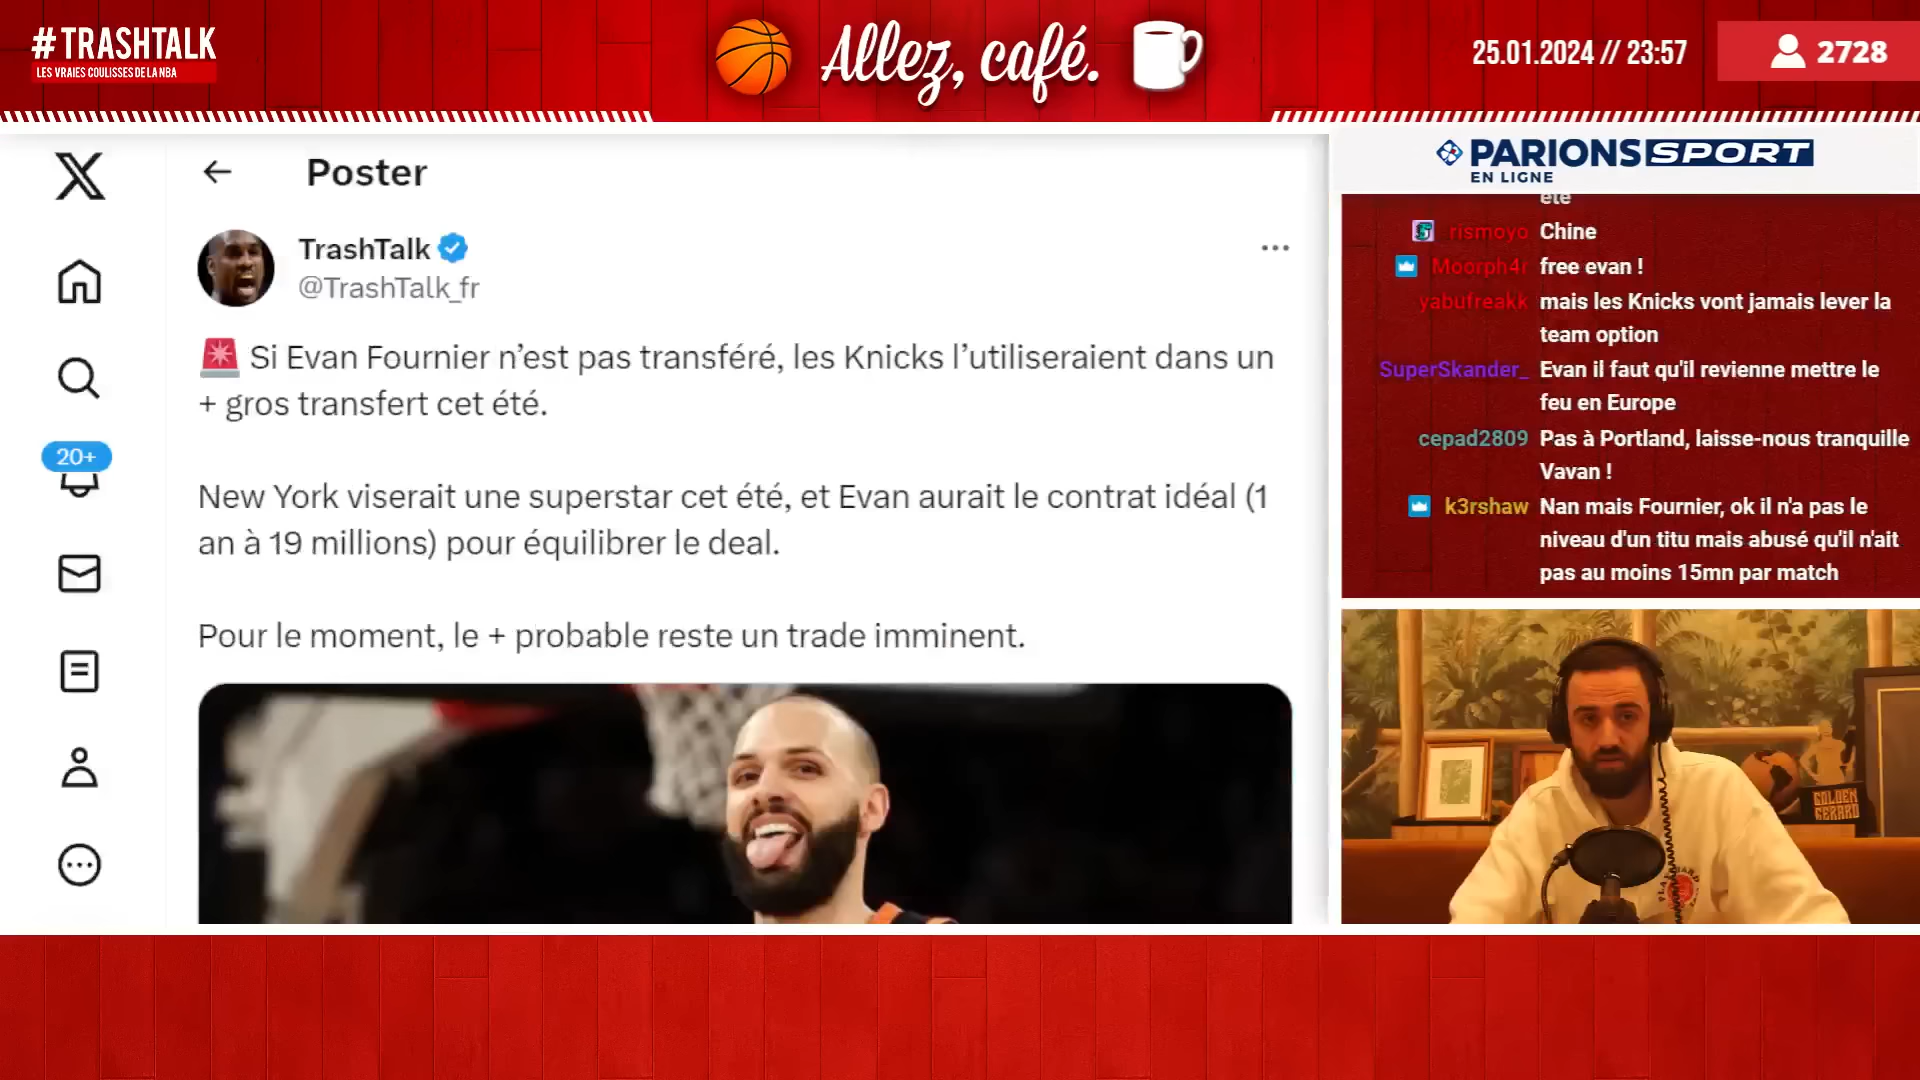 #TRASHTALK
LES VRAIES COULISSES DE LA NBA
Allez, café.
25.01.2024 // 23:57
2728
Poster
TrashTalk
@TrashTalk_fr
Si Evan Fournier n’est pas transféré, les Knicks l’utiliseraient dans un
+ gros transfert cet été.
New York viserait une superstar cet été, et Evan aurait le contrat idéal (1
an à 19 millions) pour équilibrer le deal.
Pour le moment, le + probable reste un trade imminent.
20+
PARIONS SPORT
EN LIGNE
été
rismoyo Chine
Moorph4r free evan !
yabufreakk mais les Knicks vont jamais lever la
team option
SuperSkander_ Evan il faut qu'il revienne mettre le
feu en Europe
cepad2809 Pas à Portland, laisse-nous tranquille
Vavan !
k3rshaw Nan mais Fournier, ok il n'a pas le
niveau d'un titu mais abusé qu'il n'ait
pas au moins 15mn par match
GOLDEN
GERARD